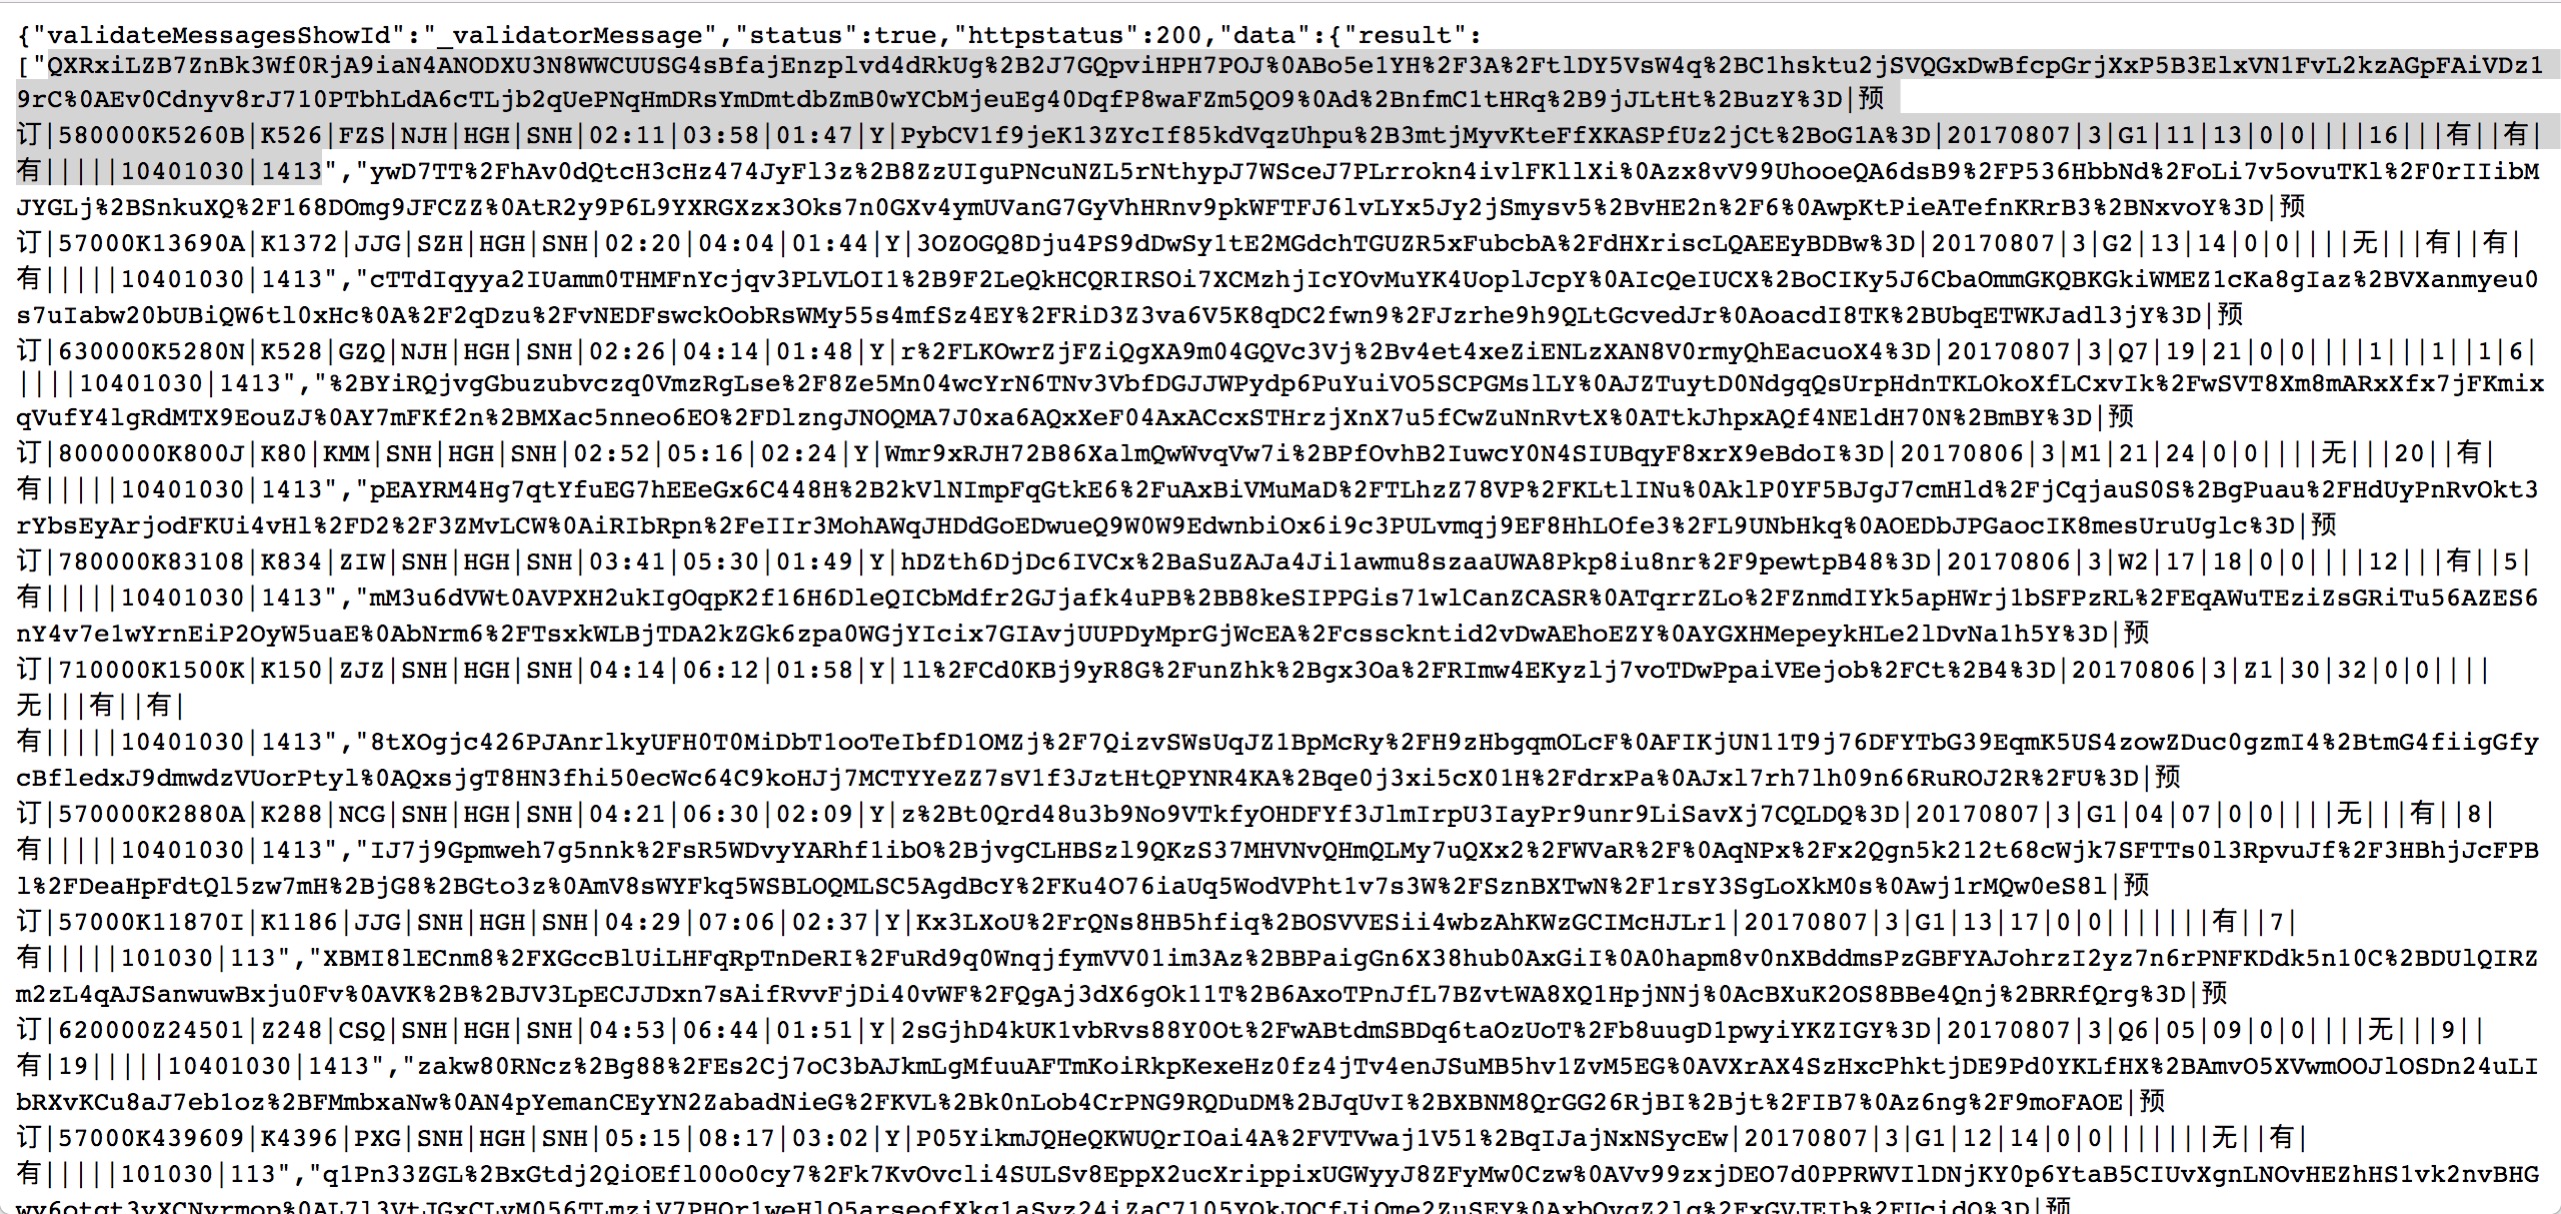 {"validateMessagesShowId":"_validatorMessage","status":true,"httpstatus":200,"data":{"result":
["QXRxiLZB7ZnBk3Wf0RjA9iaN4ANODXU3N8WWCUUSG4sBfajEnzplvd4dRkUg%2B2J7GQpviHPH7POJ%0ABo5e1YH%2F3A%2FtlDY5VsW4q%2BC1hsktu2jSVQGxDwBfcpGrjXxP5B3ElxVN1FvL2kzAGpFAiVDz1
9rC%0AEv0Cdnyv8rJ710PTbhLdA6cTLjb2qUePNqHmDRsYmDmtdbZmB0wYCbMjeuEg40DqfP8waFZm5QO9%0Ad%2BnfmC1tHRq%2B9jJLtHt%2BuzY%3D|预
订|580000K5260B|K526|FZS|NJH|HGH|SNH|02:11|03:58|01:47|Y|PybCV1f9jeK13ZYcIf85kdVqzUhpu%2B3mtjMyvKteFfXKASPfUz2jCt%2BoG1A%3D|20170807|3|G1|11|13|0|0||||16|||有||有|
有|||||10401030|1413","ywD7TT%2FhAv0dQtcH3cHz474JyFl3z%2B8ZzUIguPNcuNZL5rNthypJ7WSceJ7PLrrokn4ivlFKllXi%0Azx8vV99UhooeQA6dsB9%2FP536HbbNd%2FoLi7v5ovuTKl%2F0rIIibM
JYGLj%2BSnkuXQ%2F168DOmg9JFCZZ%0AtR2y9P6L9YXRGXzx3Oks7n0GXv4ymUVanG7GyVhHRnv9pkWFTFJ6lvLYx5Jy2jSmysv5%2BvHE2n%2F6%0AwpKtPieATefnKRrB3%2BNxvoY%3D|预
订|57000K13690A|K1372|JJG|SZH|HGH|SNH|02:20|04:04|01:44|Y|3OZOGQ8Dju4PS9dDwSy1tE2MGdchTGUZR5xFubcbA%2FdHXriscLQAEEyBDBw%3D|20170807|3|G2|13|14|0|0||||无|||有||有|
有|||||10401030|1413","cTTdIqyya2IUamm0THMFnYcjqv3PLVLOI1%2B9F2LeQkHCQRIRSOi7XCMzhjIcYOvMuYK4UoplJcpY%0AIcQeIUCX%2BoCIKy5J6CbaOmmGKQBKGkiWMEZ1cKa8gIaz%2BVXanmyeu0
s7uIabw20bUBiQW6tl0xHc%0A%2F2qDzu%2FvNEDFswckOobRsWMy55s4mfSz4EY%2FRiD3Z3va6V5K8qDC2fwn9%2FJzrhe9h9QLtGcvedJr%0AoacdI8TK%2BUbqETWKJadl3jY%3D|预
订|630000K5280N|K528|GZQ|NJH|HGH|SNH|02:26|04:14|01:48|Y|r%2FLKOwrZjFZiQgXA9m04GQVc3Vj%2Bv4et4xeZiENLzXAN8V0rmyQhEacuoX4%3D|20170807|3|Q7|19|21|0|0||||1|||1||1|6|
||||10401030|1413","%2BYiRQjvgGbuzubvczq0VmzRgLse%2F8Ze5Mn04wcYrN6TNv3VbfDGJJWPydp6PuYuiVO5SCPGMslLY%0AJZTuytD0NdgqQsUrpHdnTKLOkoXfLCxvIk%2FwSVT8Xm8mARxXfx7jFKmix
qVufY4lgRdMTX9EouZJ%0AY7mFKf2n%2BMXac5nneo6EO%2FDlzngJNOQMA7J0xa6AQxXeF04AxACcxSTHrzjXnX7u5fCwZuNnRvtX%0ATtkJhpxAQf4NEldH70N%2BmBY%3D|预
订|8000000K800J|K80|KMM|SNH|HGH|SNH|02:52|05:16|02:24|Y|Wmr9xRJH72B86XalmQwWvqVw7i%2BPfOvhB2IuwcY0N4SIUBqyF8xrX9eBdoI%3D|20170806|3|M1|21|24|0|0||||无|||20||有|
有|||||10401030|1413","pEAYRM4Hg7qtYfuEG7hEEeGx6C448H%2B2kVlNImpFqGtkE6%2FuAxBiVMuMaD%2FTLhzZ78VP%2FKLtlINu%0AklP0YF5BJgJ7cmHld%2FjCqjauS0S%2BgPuau%2FHdUyPnRvOkt3
rYbsEyArjodFKUi4vHl%2FD2%2F3ZMvLCW%0AiRIbRpn%2FeIIr3MohAWqJHDdGoEDwueQ9W0W9EdwnbiOx6i9c3PULvmqj9EF8HhLOfe3%2FL9UNbHkq%0AOEDbJPGaocIK8mesUruUglc%3D|预
订|780000K83108|K834|ZIW|SNH|HGH|SNH|03:41|05:30|01:49|Y|hDZth6DjDc6IVCx%2BaSuZAJa4Ji1awmu8szaaUWA8Pkp8iu8nr%2F9pewtpB48%3D|20170806|3|W2|17|18|0|0||||12|||有||5|
有|||||10401030|1413","mM3u6dVWt0AVPXH2ukIgOqpK2f16H6DleQICbMdfr2GJjafk4uPB%2BB8keSIPPGis71wlCanZCASR%0ATqrrZLo%2FZnmdIYk5apHWrj1bSFPzRL%2FEqAWuTEziZsGRiTu56AZES6
nY4v7e1wYrnEiP2OyW5uaE%0AbNrm6%2FTsxkWLBjTDA2kZGk6zpa0WGjYIcix7GIAvjUUPDyMprGjWcEA%2Fcssckntid2vDwAEhoEZY%0AYGXHMepeykHLe2lDvNa1h5Y%3D|预
订|710000K1500K|K150|ZJZ|SNH|HGH|SNH|04:14|06:12|01:58|Y|1l%2FCd0KBj9yR8G%2FunZhk%2Bgx3Oa%2FRImw4EKyzlj7voTDwPpaiVEejob%2FCt%2B4%3D|20170806|3|Z1|30|32|0|0||||
无|||有||有|
有|||||10401030|1413","8tXOgjc426PJAnrlkyUFH0T0MiDbT1ooTeIbfD1OMZj%2F7QizvSWsUqJZ1BpMcRy%2FH9zHbgqmOLcF%0AFIKjUN11T9j76DFYTbG39EqmK5US4zowZDuc0gzmI4%2BtmG4fiigGfy
cBfledxJ9dmwdzVUorPtyl%0AQxsjgT8HN3fhi50ecWc64C9koHJj7MCTYYeZZ7sV1f3JztHtQPYNR4KA%2Bqe0j3xi5cX01H%2FdrxPa%0AJxl7rh7lh09n66RuROJ2R%2FU%3D|预
订|570000K2880A|K288|NCG|SNH|HGH|SNH|04:21|06:30|02:09|Y|z%2Bt0Qrd48u3b9No9VTkfyOHDFYf3JlmIrpU3IayPr9unr9LiSavXj7CQLDQ%3D|20170807|3|G1|04|07|0|0||||无|||有||8|
有|||||10401030|1413","IJ7j9Gpmweh7g5nnk%2FsR5WDvyYARhf1ibO%2BjvgCLHBSzl9QKzS37MHVNvQHmQLMy7uQXx2%2FWVaR%2F%0AqNPx%2Fx2Qgn5k212t68cWjk7SFTTs0l3RpvuJf%2F3HBhjJcFPB
l%2FDeaHpFdtQl5zw7mH%2BjG8%2BGto3z%0AmV8sWYFkq5WSBLOQMLSC5AgdBcY%2FKu4O76iaUq5WodVPht1v7s3W%2FSznBXTwN%2F1rsY3SgLoXkM0s%0Awj1rMQw0eS8l|预
订|57000K11870I|K1186|JJG|SNH|HGH|SNH|04:29|07:06|02:37|Y|Kx3LXoU%2FrQNs8HB5hfiq%2BOSVVESii4wbzAhKWzGCIMcHJLr1|20170807|3|G1|13|17|0|0|||||||有||7|
有|||||101030|113","XBMI8lECnm8%2FXGccBlUiLHFqRpTnDeRI%2FuRd9q0WnqjfymVV01im3Az%2BBPaigGn6X38hub0AxGiI%0A0hapm8v0nXBddmsPzGBFYAJohrzI2yz7n6rPNFKDdk5n10C%2BDUlQIRZ
m2zL4qAJSanwuwBxju0Fv%0AVK%2B%2BJV3LpECJJDxn7sAifRvvFjDi40vWF%2FQgAj3dX6gOk11T%2B6AxoTPnJfL7BZvtWA8XQ1HpjNNj%0AcBXuK2OS8BBe4Qnj%2BRRfQrg%3D|预
订|620000Z24501|Z248|CSQ|SNH|HGH|SNH|04:53|06:44|01:51|Y|2sGjhD4kUK1vbRvs88Y0Ot%2FwABtdmSBDq6taOzUoT%2Fb8uugD1pwyiYKZIGY%3D|20170807|3|Q6|05|09|0|0||||无|||9||
有|19|||||10401030|1413","zakw80RNcz%2Bg88%2FEs2Cj7oC3bAJkmLgMfuuAFTmKoiRkpKexeHz0fz4jTv4enJSuMB5hv1ZvM5EG%0AVXrAX4SzHxcPhktjDE9Pd0YKLfHX%2BAmvO5XVwmOOJlOSDn24uLI
bRXvKCu8aJ7eb1oz%2BFMmbxaNw%0AN4pYemanCEyYN2ZabadNieG%2FKVL%2Bk0nLob4CrPNG9RQDuDM%2BJqUvI%2BXBNM8QrGG26RjBI%2Bjt%2FIB7%0Az6ng%2F9moFAOE|预
订|57000K439609|K4396|PXG|SNH|HGH|SNH|05:15|08:17|03:02|Y|P05YikmJQHeQKWUQrIOai4A%2FVTVwaj1V51%2BqIJajNxNSycEw|20170807|3|G1|12|14|0|0|||||||无||有|
有|||||101030|113","q1Pn33ZGL%2BxGtdj2QiOEfl00o0cy7%2Fk7KvOvcli4SULSv8EppX2ucXrippixUGWyyJ8ZFyMw0Czw%0AVv99zxjDEO7d0PPRWVIlDNjKY0p6YtaB5CIUvXgnLNOvHEZhHS1vk2nvBHG